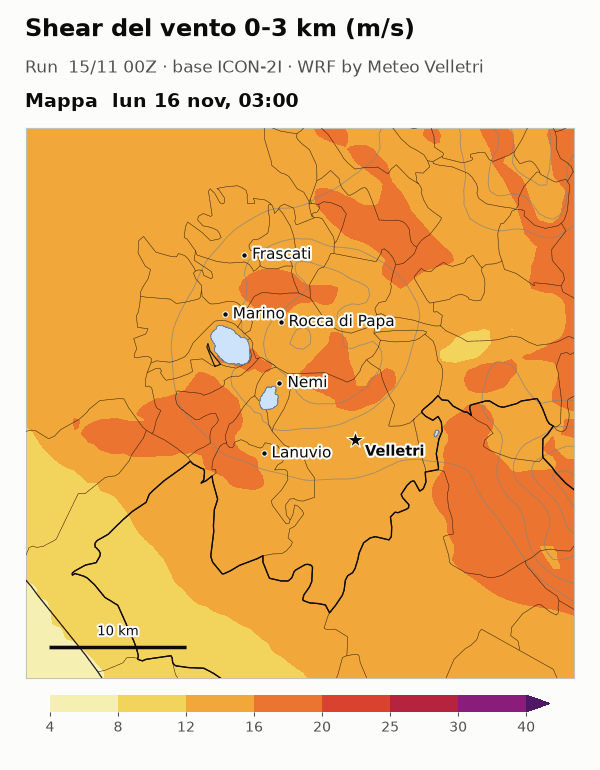 Shear del vento 0-3 km (m/s)
Run 15/11 00Z · base ICON-2I · WRF by Meteo Velletri
Mappa lun 16 nov, 03:00
Frascati
Marino
Rocca di Papa
Nemi
Velletri
Lanuvio
10 km
4 8 12 16 20 25 30 40